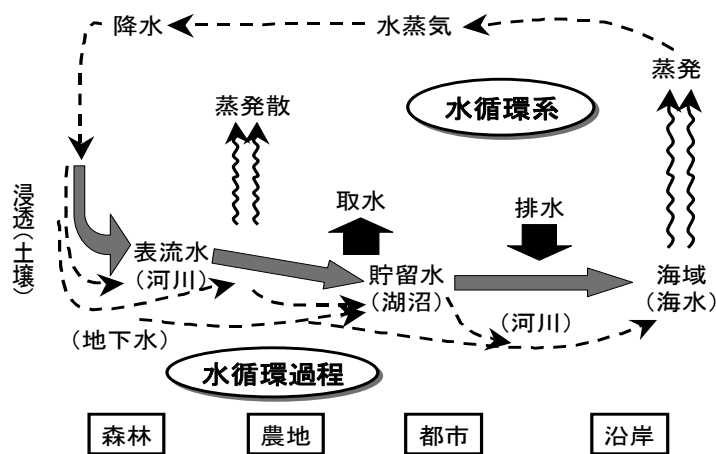 降水
水蒸気
蒸発
蒸発散
水循環系
浸透(土壌)
取水
排水
表流水
(河川)
貯留水
(湖沼)
海域
(海水)
(河川)
(地下水)
水循環過程
森林
農地
都市
沿岸